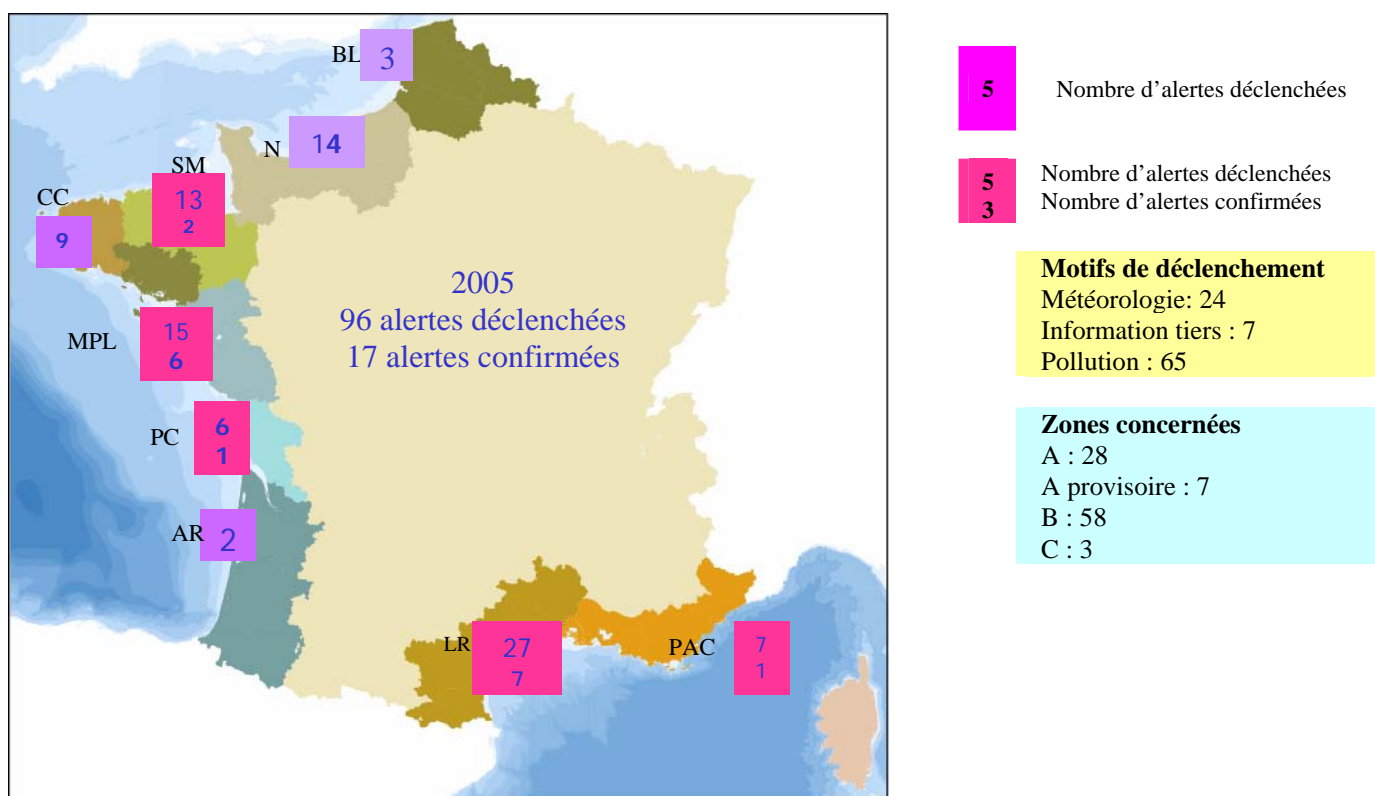 BL
3
N
14
SM
13
2
CC
9
2005
96 alertes déclenchées
17 alertes confirmées
MPL
15
6
PC
6
1
AR
2
LR
27
7
PAC
7
1
5
Nombre d'alertes déclenchées
5
3
Nombre d'alertes déclenchées
Nombre d'alertes confirmées
Motifs de déclenchement
Météorologie: 24
Information tiers : 7
Pollution : 65
Zones concernées
A : 28
A provisoire : 7
B : 58
C : 3